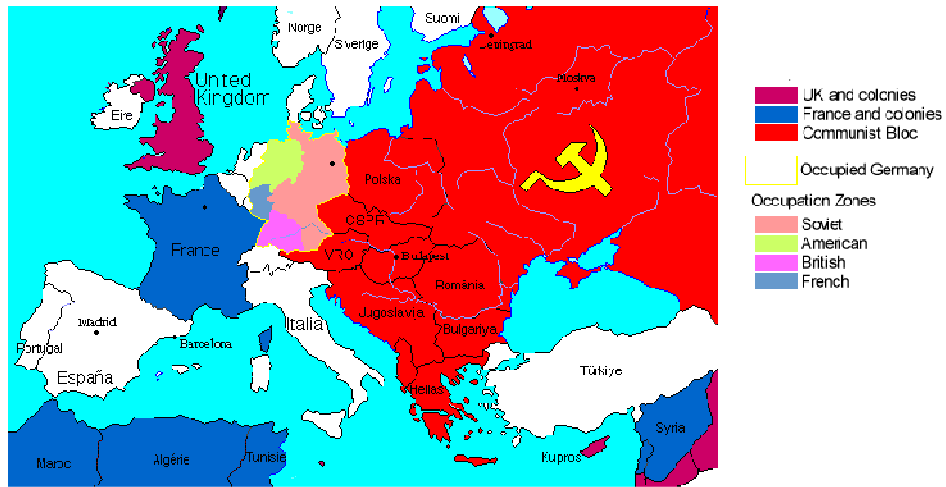 Norge
Suomi
Sverige
Leningrad
Moskva
United
Kingdom
Eire
Polska
CSPR
France
VRO
Budapest
România
Jugoslavija
Bulgariya
Italia
Madrid
Barcelona
Portugal
España
Hellas
Türkiye
Syria
Kupros
Maroc
Algérie
Tunisie
UK and colonies
France and colonies
Communist Bloc
Occupied Germany
Occupation Zones
Soviet
American
British
French